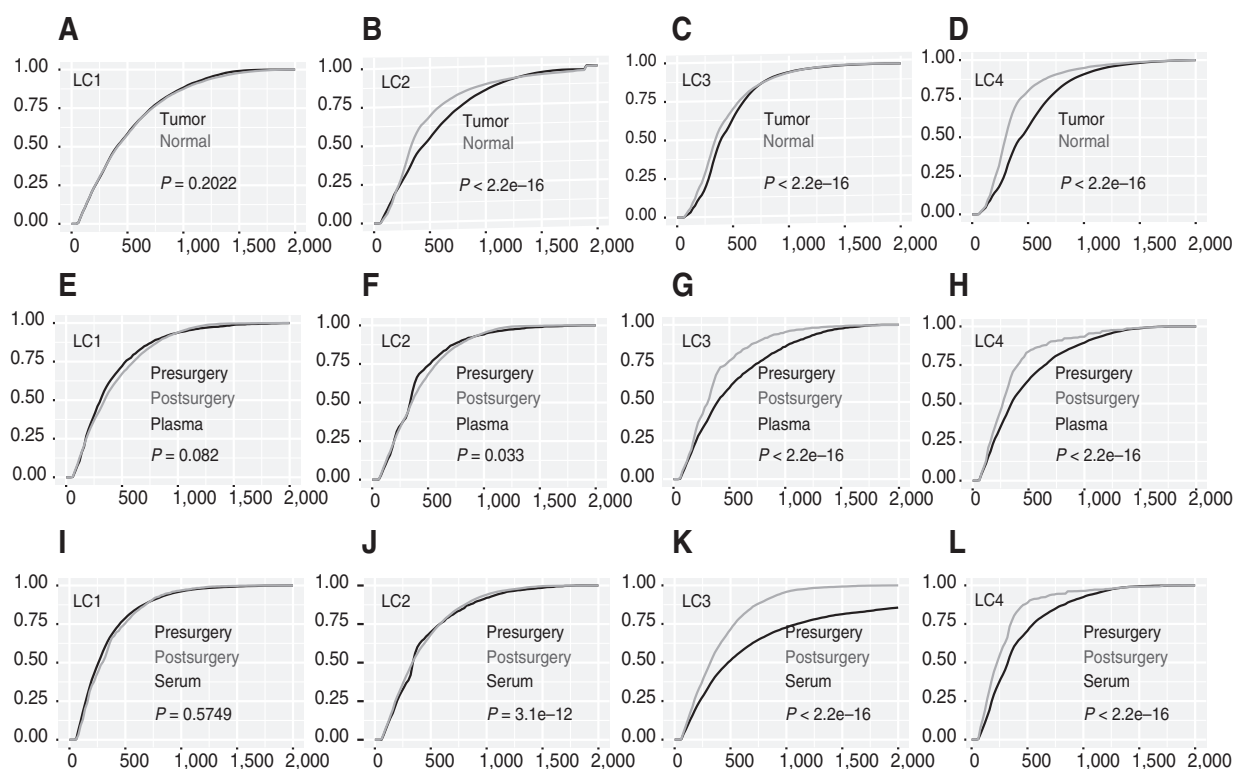 A
LC1
1.00
0.75
0.50
0.25
0.00
Tumor
Normal
P = 0.2022
0 500 1,000 1,500 2,000
B
LC2
1.00
0.75
0.50
0.25
0.00
Tumor
Normal
P < 2.2e–16
0 500 1,000 1,500 2,000
C
LC3
1.00
0.75
0.50
0.25
0.00
Tumor
Normal
P < 2.2e–16
0 500 1,000 1,500 2,000
D
LC4
1.00
0.75
0.50
0.25
0.00
Tumor
Normal
P < 2.2e–16
0 500 1,000 1,500 2,000
E
LC1
1.00
0.75
0.50
0.25
0.00
Presurgery
Postsurgery
Plasma
P = 0.082
0 500 1,000 1,500 2,000
F
LC2
1.00
0.75
0.50
0.25
0.00
Presurgery
Postsurgery
Plasma
P = 0.033
0 500 1,000 1,500 2,000
G
LC3
1.00
0.75
0.50
0.25
0.00
Presurgery
Postsurgery
Plasma
P < 2.2e–16
0 500 1,000 1,500 2,000
H
LC4
1.00
0.75
0.50
0.25
0.00
Presurgery
Postsurgery
Plasma
P < 2.2e–16
0 500 1,000 1,500 2,000
I
LC1
1.00
0.75
0.50
0.25
0.00
Presurgery
Postsurgery
Serum
P = 0.5749
0 500 1,000 1,500 2,000
J
LC2
1.00
0.75
0.50
0.25
0.00
Presurgery
Postsurgery
Serum
P = 3.1e–12
0 500 1,000 1,500 2,000
K
LC3
1.00
0.75
0.50
0.25
0.00
Presurgery
Postsurgery
Serum
P < 2.2e–16
0 500 1,000 1,500 2,000
L
LC4
1.00
0.75
0.50
0.25
0.00
Presurgery
Postsurgery
Serum
P < 2.2e–16
0 500 1,000 1,500 2,000